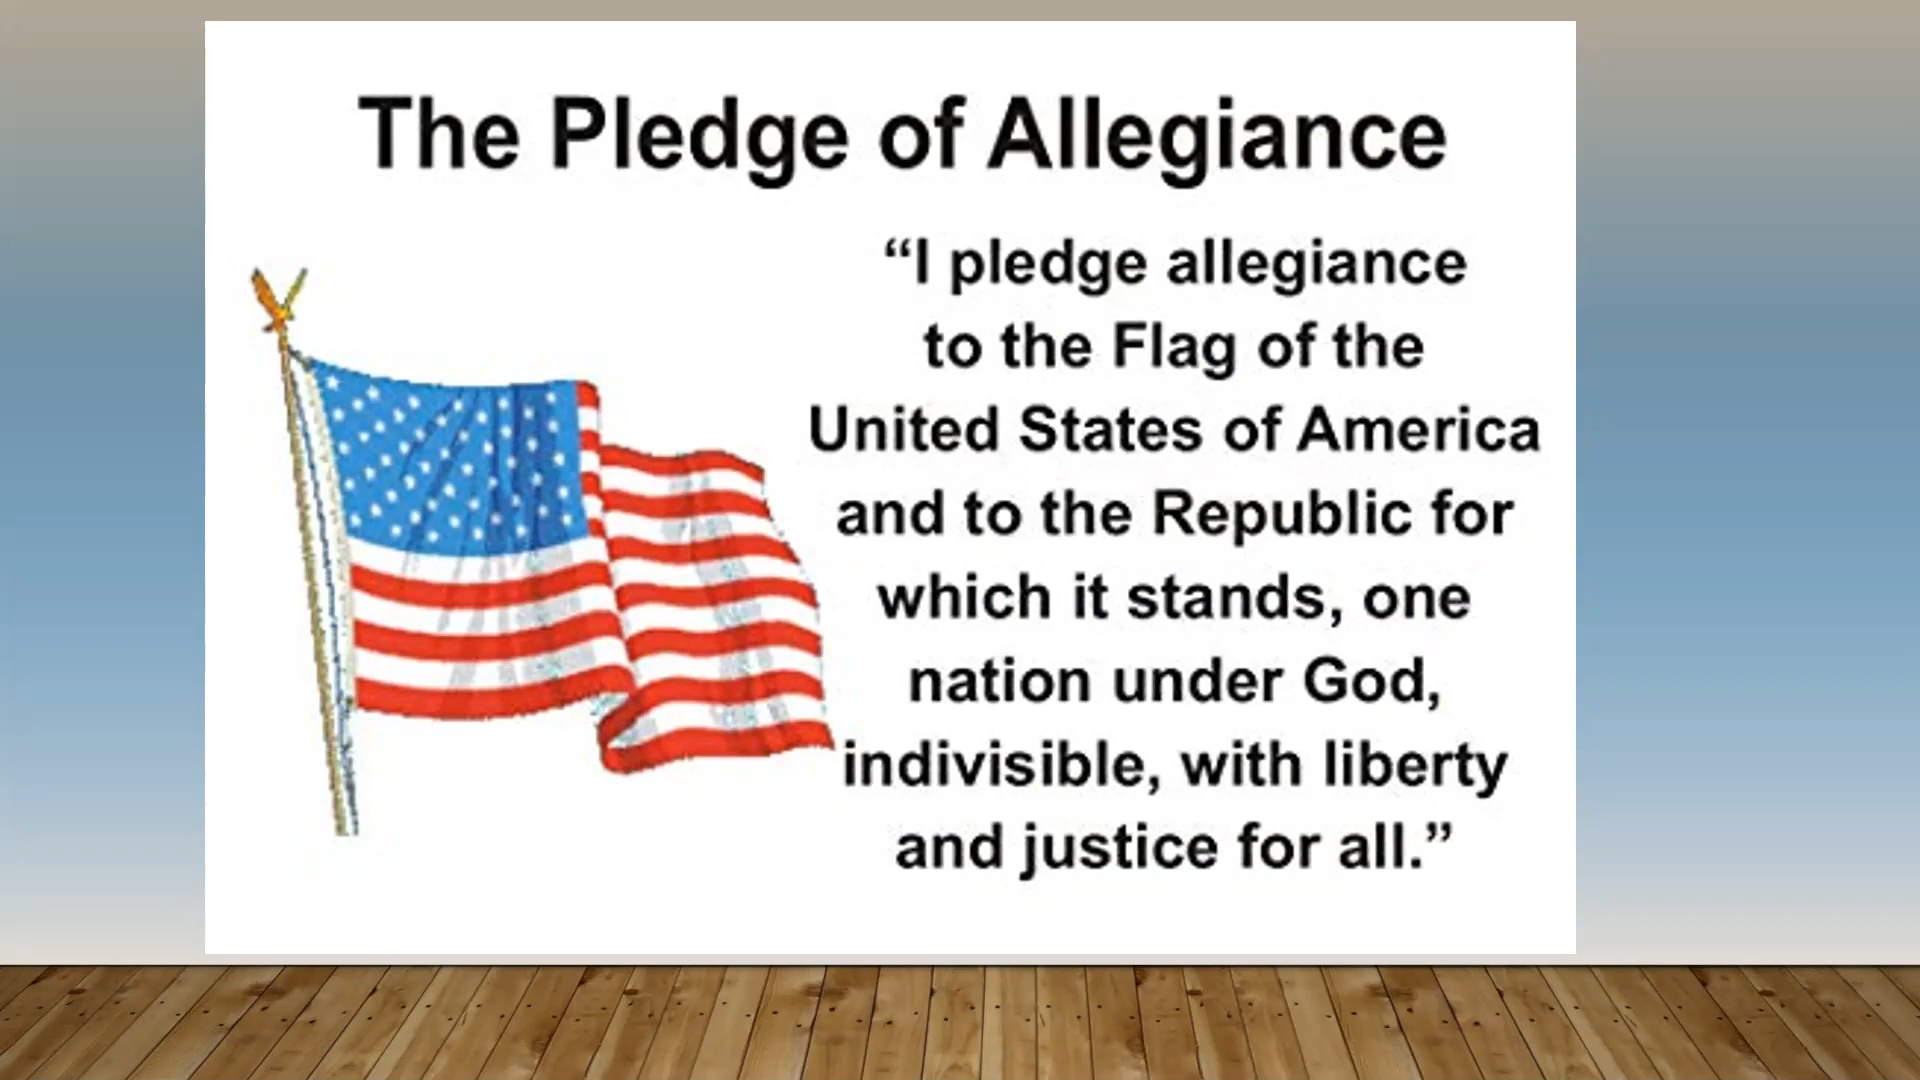 The Pledge of Allegiance
“I pledge allegiance
to the Flag of the
United States of America
and to the Republic for
which it stands, one
nation under God,
indivisible, with liberty
and justice for all.”